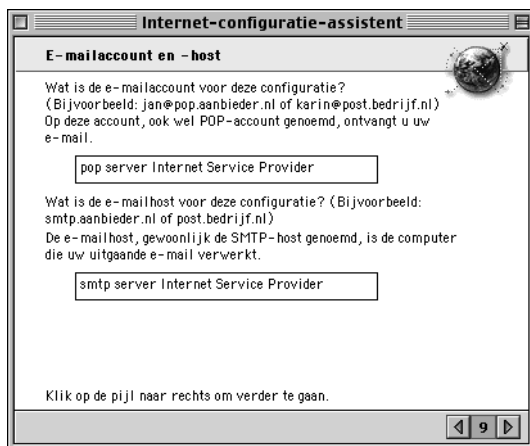 Internet-configuratie-assistent
E-mailaccount en -host
Wat is de e-mailaccount voor deze configuratie?
(Bijvoorbeeld: jan@pop.aanbieder.nl of karin@post.bedrijf.nl)
Op deze account, ook wel POP-account genoemd, ontvangt u uw
e-mail.
pop server Internet Service Provider
Wat is de e-mailhost voor deze configuratie? (Bijvoorbeeld:
smtp.aanbieder.nl of post.bedrijf.nl)
De e-mailhost, gewoonlijk de SMTP-host genoemd, is de computer
die uw uitgaande e-mail verwerkt.
smtp server Internet Service Provider
Klik op de pijl naar rechts om verder te gaan.
9